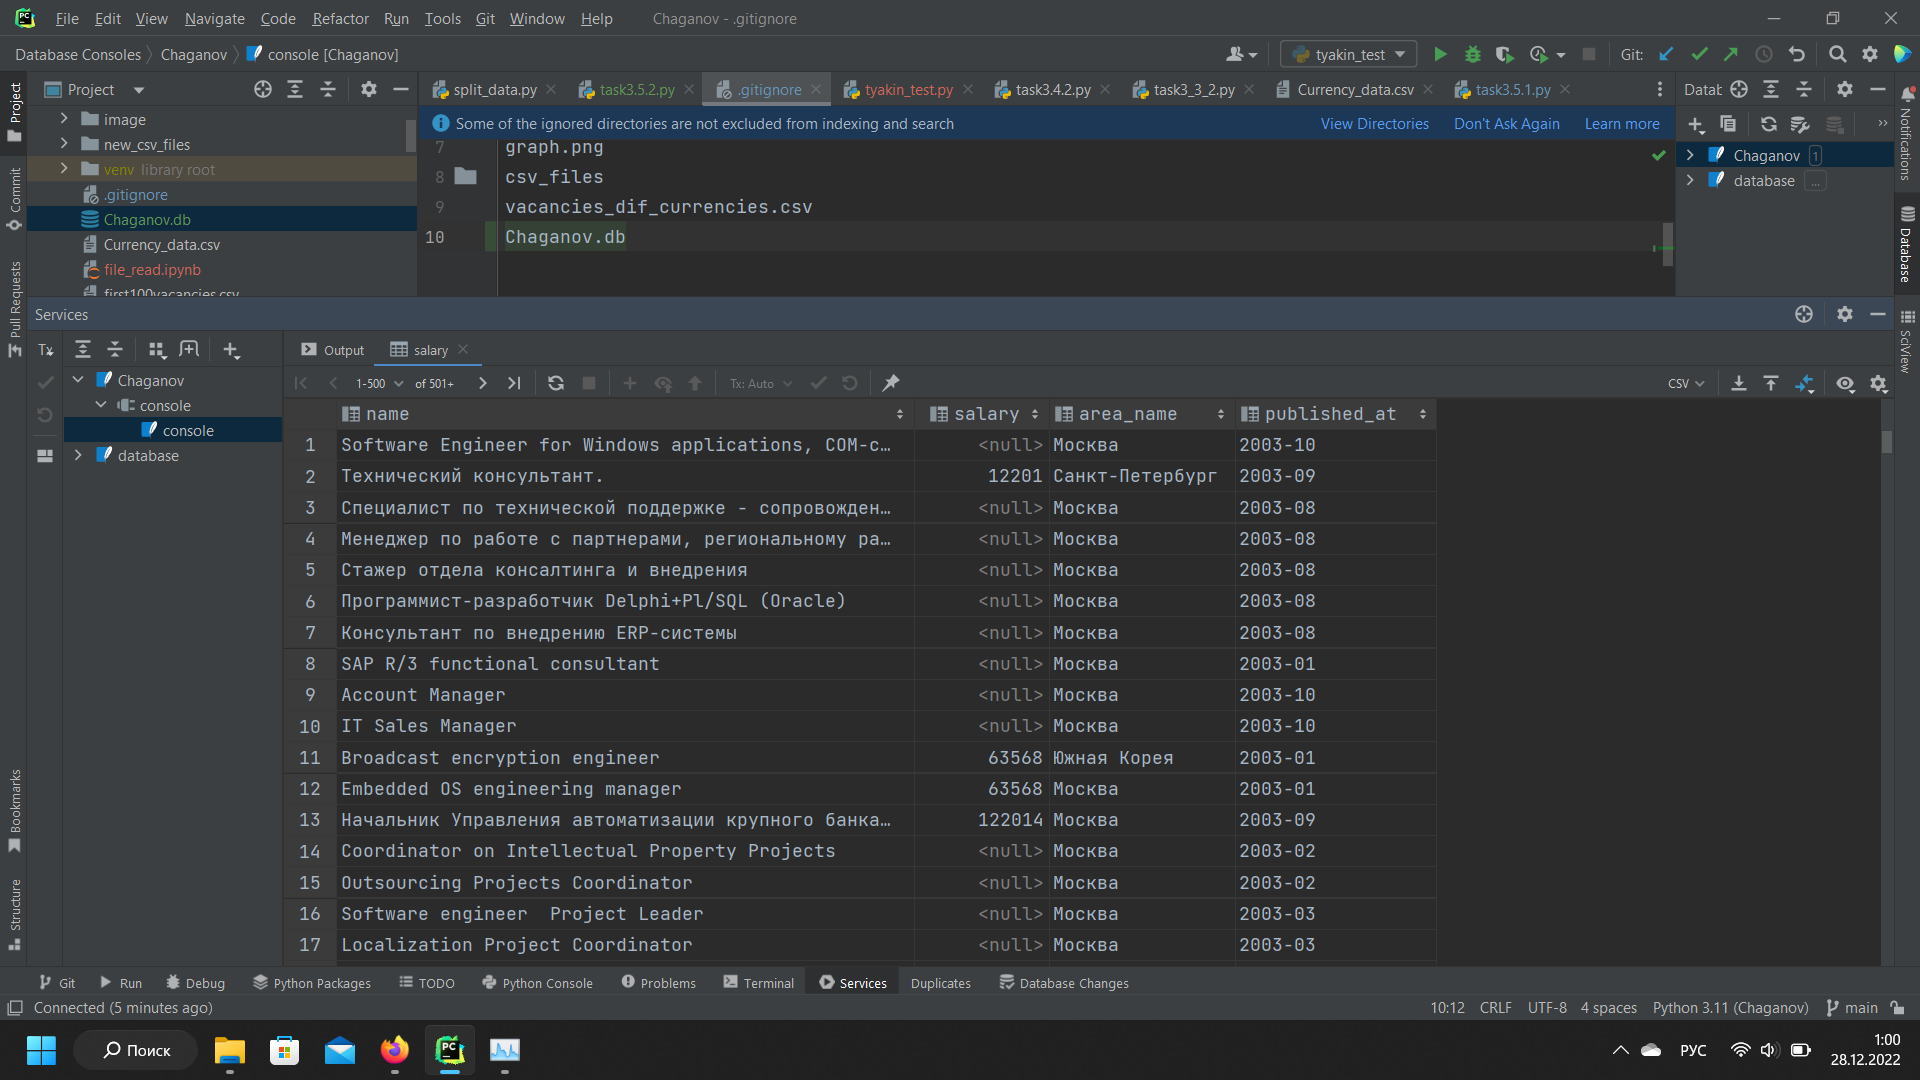 File Edit View Navigate Code Refactor Run Tools Git Window Help Chaganov - .gitignore
Database Consoles Chaganov console [Chaganov] tyakin_test Git:
Project split_data.py task3.5.2.py .gitignore tyakin_test.py task3.4.2.py task3_3_2.py Currency_data.csv task3.5.1.py Datab
Some of the ignored directories are not excluded from indexing and search View Directories Don't Ask Again Learn more
image
new_csv_files
venv library root
.gitignore
Chaganov.db
Currency_data.csv
file_read.ipynb
first100vacancies.csv
7 graph.png
8 csv_files
9 vacancies_dif_currencies.csv
10 Chaganov.db
Chaganov 1
database ...
Project
Commit
Pull Requests
Bookmarks
Structure
Notifications
Database
SciView
Services
Tx
Output salary
Chaganov
console
console
database
1-500 of 501+ Tx: Auto CSV
name salary area_name published_at
1 Software Engineer for Windows applications, COM-c… <null> Москва 2003-10
2 Технический консультант. 12201 Санкт-Петербург 2003-09
3 Специалист по технической поддержке - сопровожден… <null> Москва 2003-08
4 Менеджер по работе с партнерами, региональному ра… <null> Москва 2003-08
5 Стажер отдела консалтинга и внедрения <null> Москва 2003-08
6 Программист-разработчик Delphi+Pl/SQL (Oracle) <null> Москва 2003-08
7 Консультант по внедрению ERP-системы <null> Москва 2003-08
8 SAP R/3 functional consultant <null> Москва 2003-01
9 Account Manager <null> Москва 2003-10
10 IT Sales Manager <null> Москва 2003-10
11 Broadcast encryption engineer 63568 Южная Корея 2003-01
12 Embedded OS engineering manager 63568 Москва 2003-01
13 Начальник Управления автоматизации крупного банка… 122014 Москва 2003-09
14 Coordinator on Intellectual Property Projects <null> Москва 2003-02
15 Outsourcing Projects Coordinator <null> Москва 2003-02
16 Software engineer  Project Leader <null> Москва 2003-03
17 Localization Project Coordinator <null> Москва 2003-03
Git Run Debug Python Packages TODO Python Console Problems Terminal Services Duplicates Database Changes
Connected (5 minutes ago) 10:12 CRLF UTF-8 4 spaces Python 3.11 (Chaganov) main
Поиск PC РУС 1:00
28.12.2022